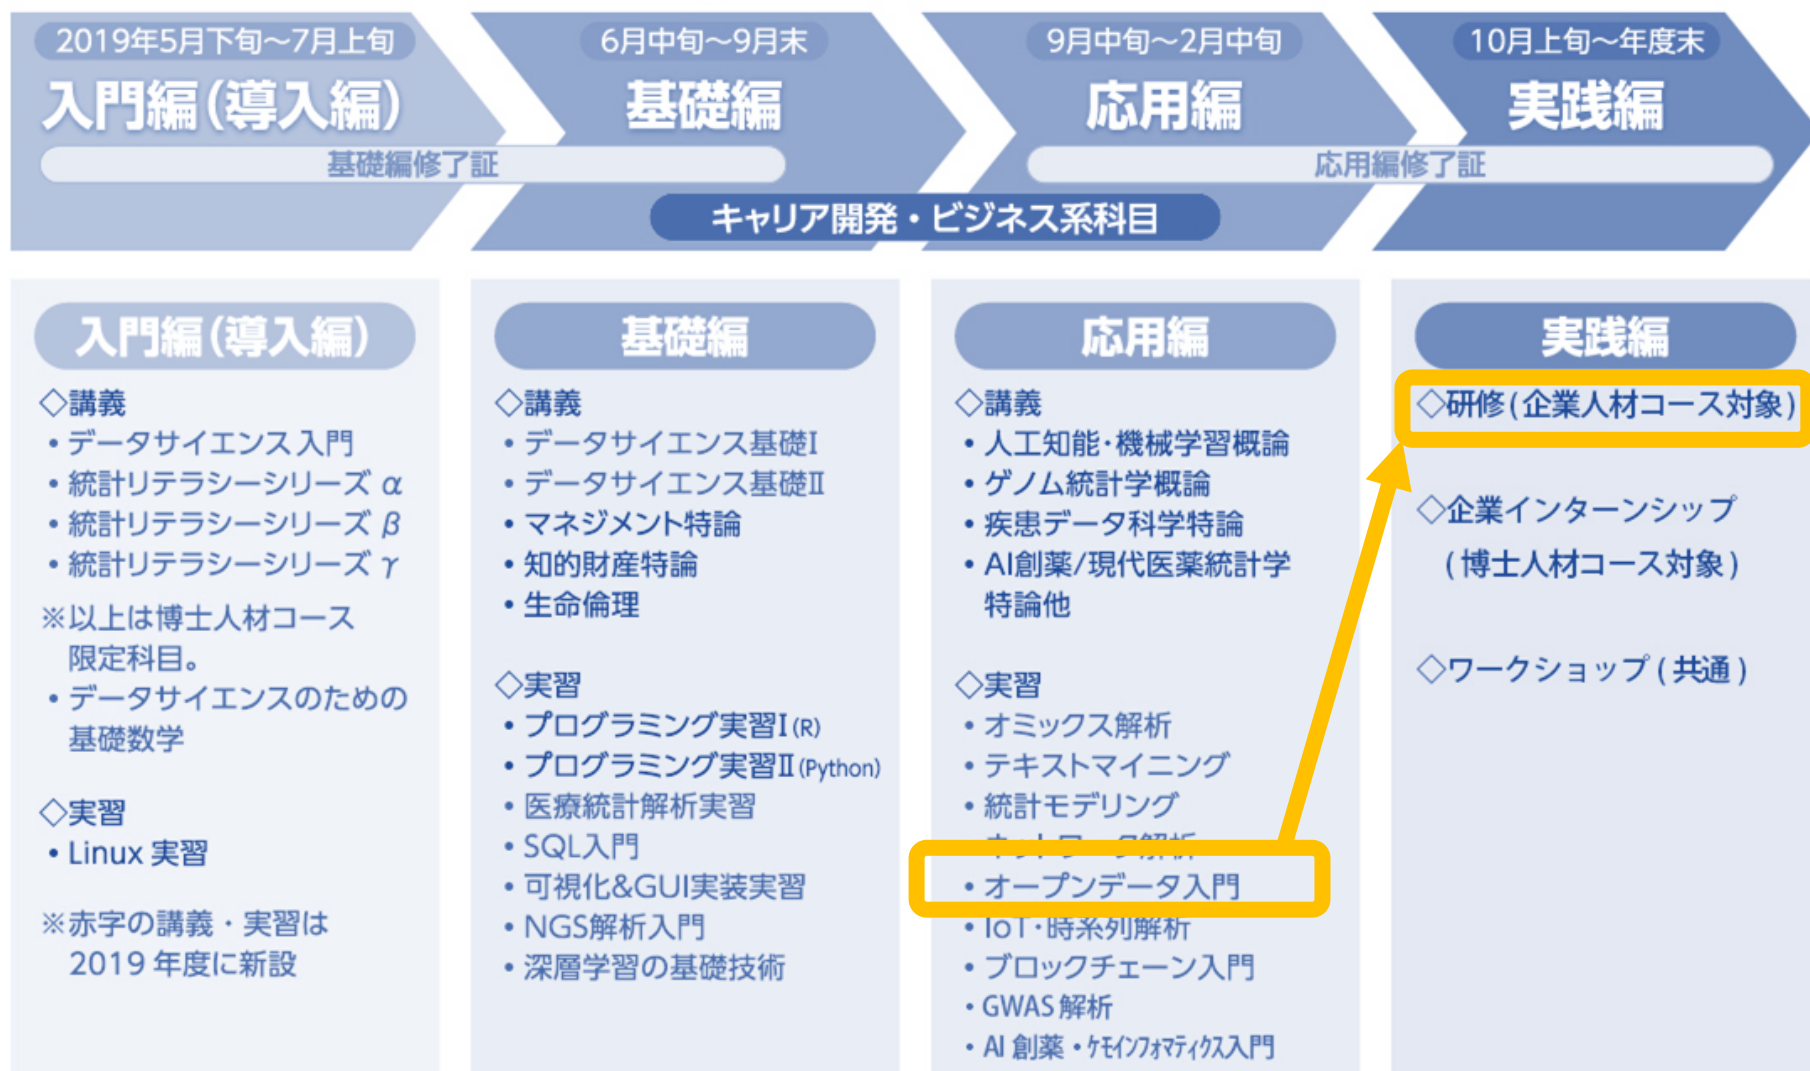 2019年5月下旬～7月上旬
入門編(導入編)
6月中旬～9月末
基礎編
9月中旬～2月中旬
応用編
10月上旬～年度末
実践編
基礎編修了証
応用編修了証
キャリア開発・ビジネス系科目
入門編(導入編)
◇講義
・データサイエンス入門
・統計リテラシーシリーズ α
・統計リテラシーシリーズ β
・統計リテラシーシリーズ γ
※以上は博士人材コース
限定科目。
・データサイエンスのための
基礎数学
◇実習
・Linux 実習
※赤字の講義・実習は
2019 年度に新設
基礎編
◇講義
・データサイエンス基礎Ⅰ
・データサイエンス基礎Ⅱ
・マネジメント特論
・知的財産特論
・生命倫理
◇実習
・プログラミング実習Ⅰ(R)
・プログラミング実習Ⅱ(Python)
・医療統計解析実習
・SQL入門
・可視化&GUI実装実習
・NGS解析入門
・深層学習の基礎技術
応用編
◇講義
・人工知能・機械学習概論
・ゲノム統計学概論
・疾患データ科学特論
・AI創薬/現代医薬統計学
特論他
◇実習
・オミックス解析
・テキストマイニング
・統計モデリング
・ネットワーク解析
・オープンデータ入門
・IoT・時系列解析
・ブロックチェーン入門
・GWAS 解析
・AI 創薬・ケモインフォマティクス入門
実践編
◇研修(企業人材コース対象)
◇企業インターンシップ
(博士人材コース対象)
◇ワークショップ(共通)